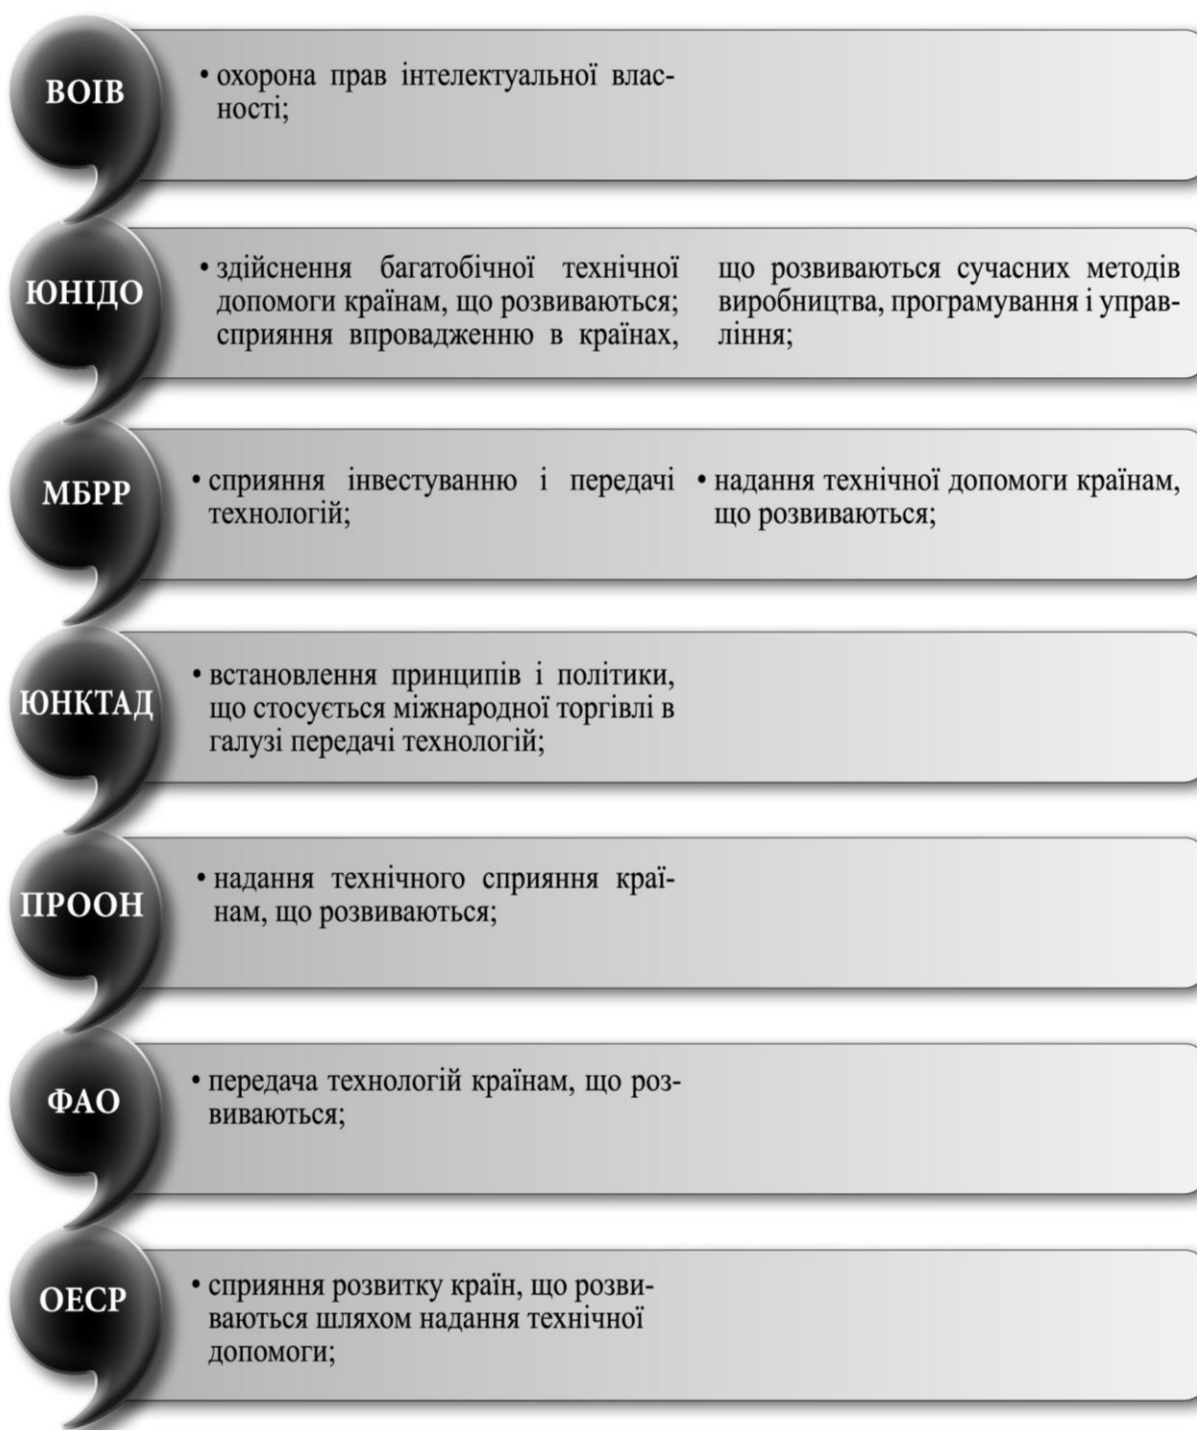 ВОІВ
• охорона прав інтелектуальної влас-
ності;
ЮНІДО
• здійснення багатобічної технічної
допомоги країнам, що розвиваються;
сприяння впровадженню в країнах,
що розвиваються сучасних методів
виробництва, програмування і управ-
ління;
МБРР
• сприяння інвестуванню і передачі
технологій;
• надання технічної допомоги країнам,
що розвиваються;
ЮНКТАД
• встановлення принципів і політики,
що стосується міжнародної торгівлі в
галузі передачі технологій;
ПРООН
• надання технічного сприяння краї-
нам, що розвиваються;
ФАО
• передача технологій країнам, що роз-
виваються;
ОЕСР
• сприяння розвитку країн, що розви-
ваються шляхом надання технічної
допомоги;